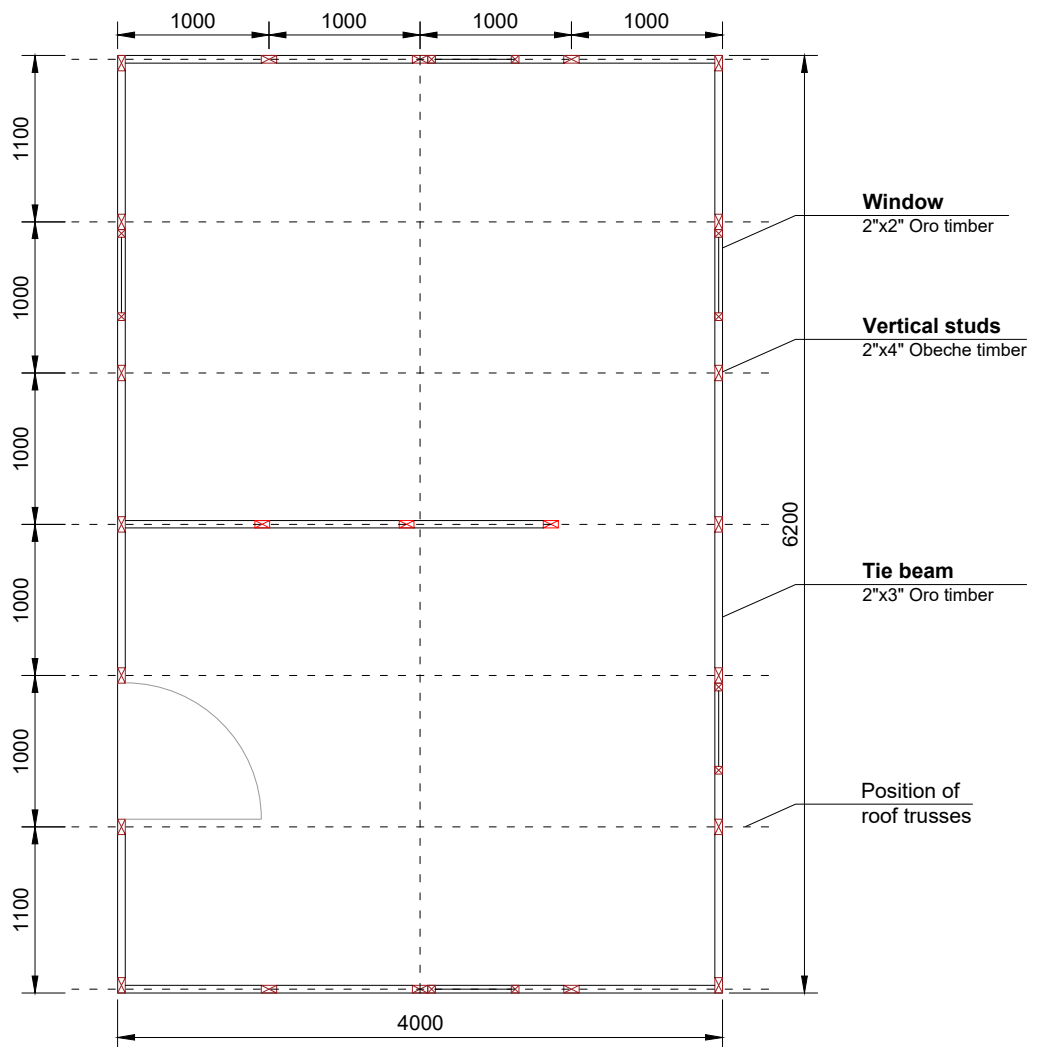 1000
1000
1000
1000
1100
1000
1000
1000
1000
1100
6200
4000
Window
2"x2" Oro timber
Vertical studs
2"x4" Obeche timber
Tie beam
2"x3" Oro timber
Position of
roof trusses